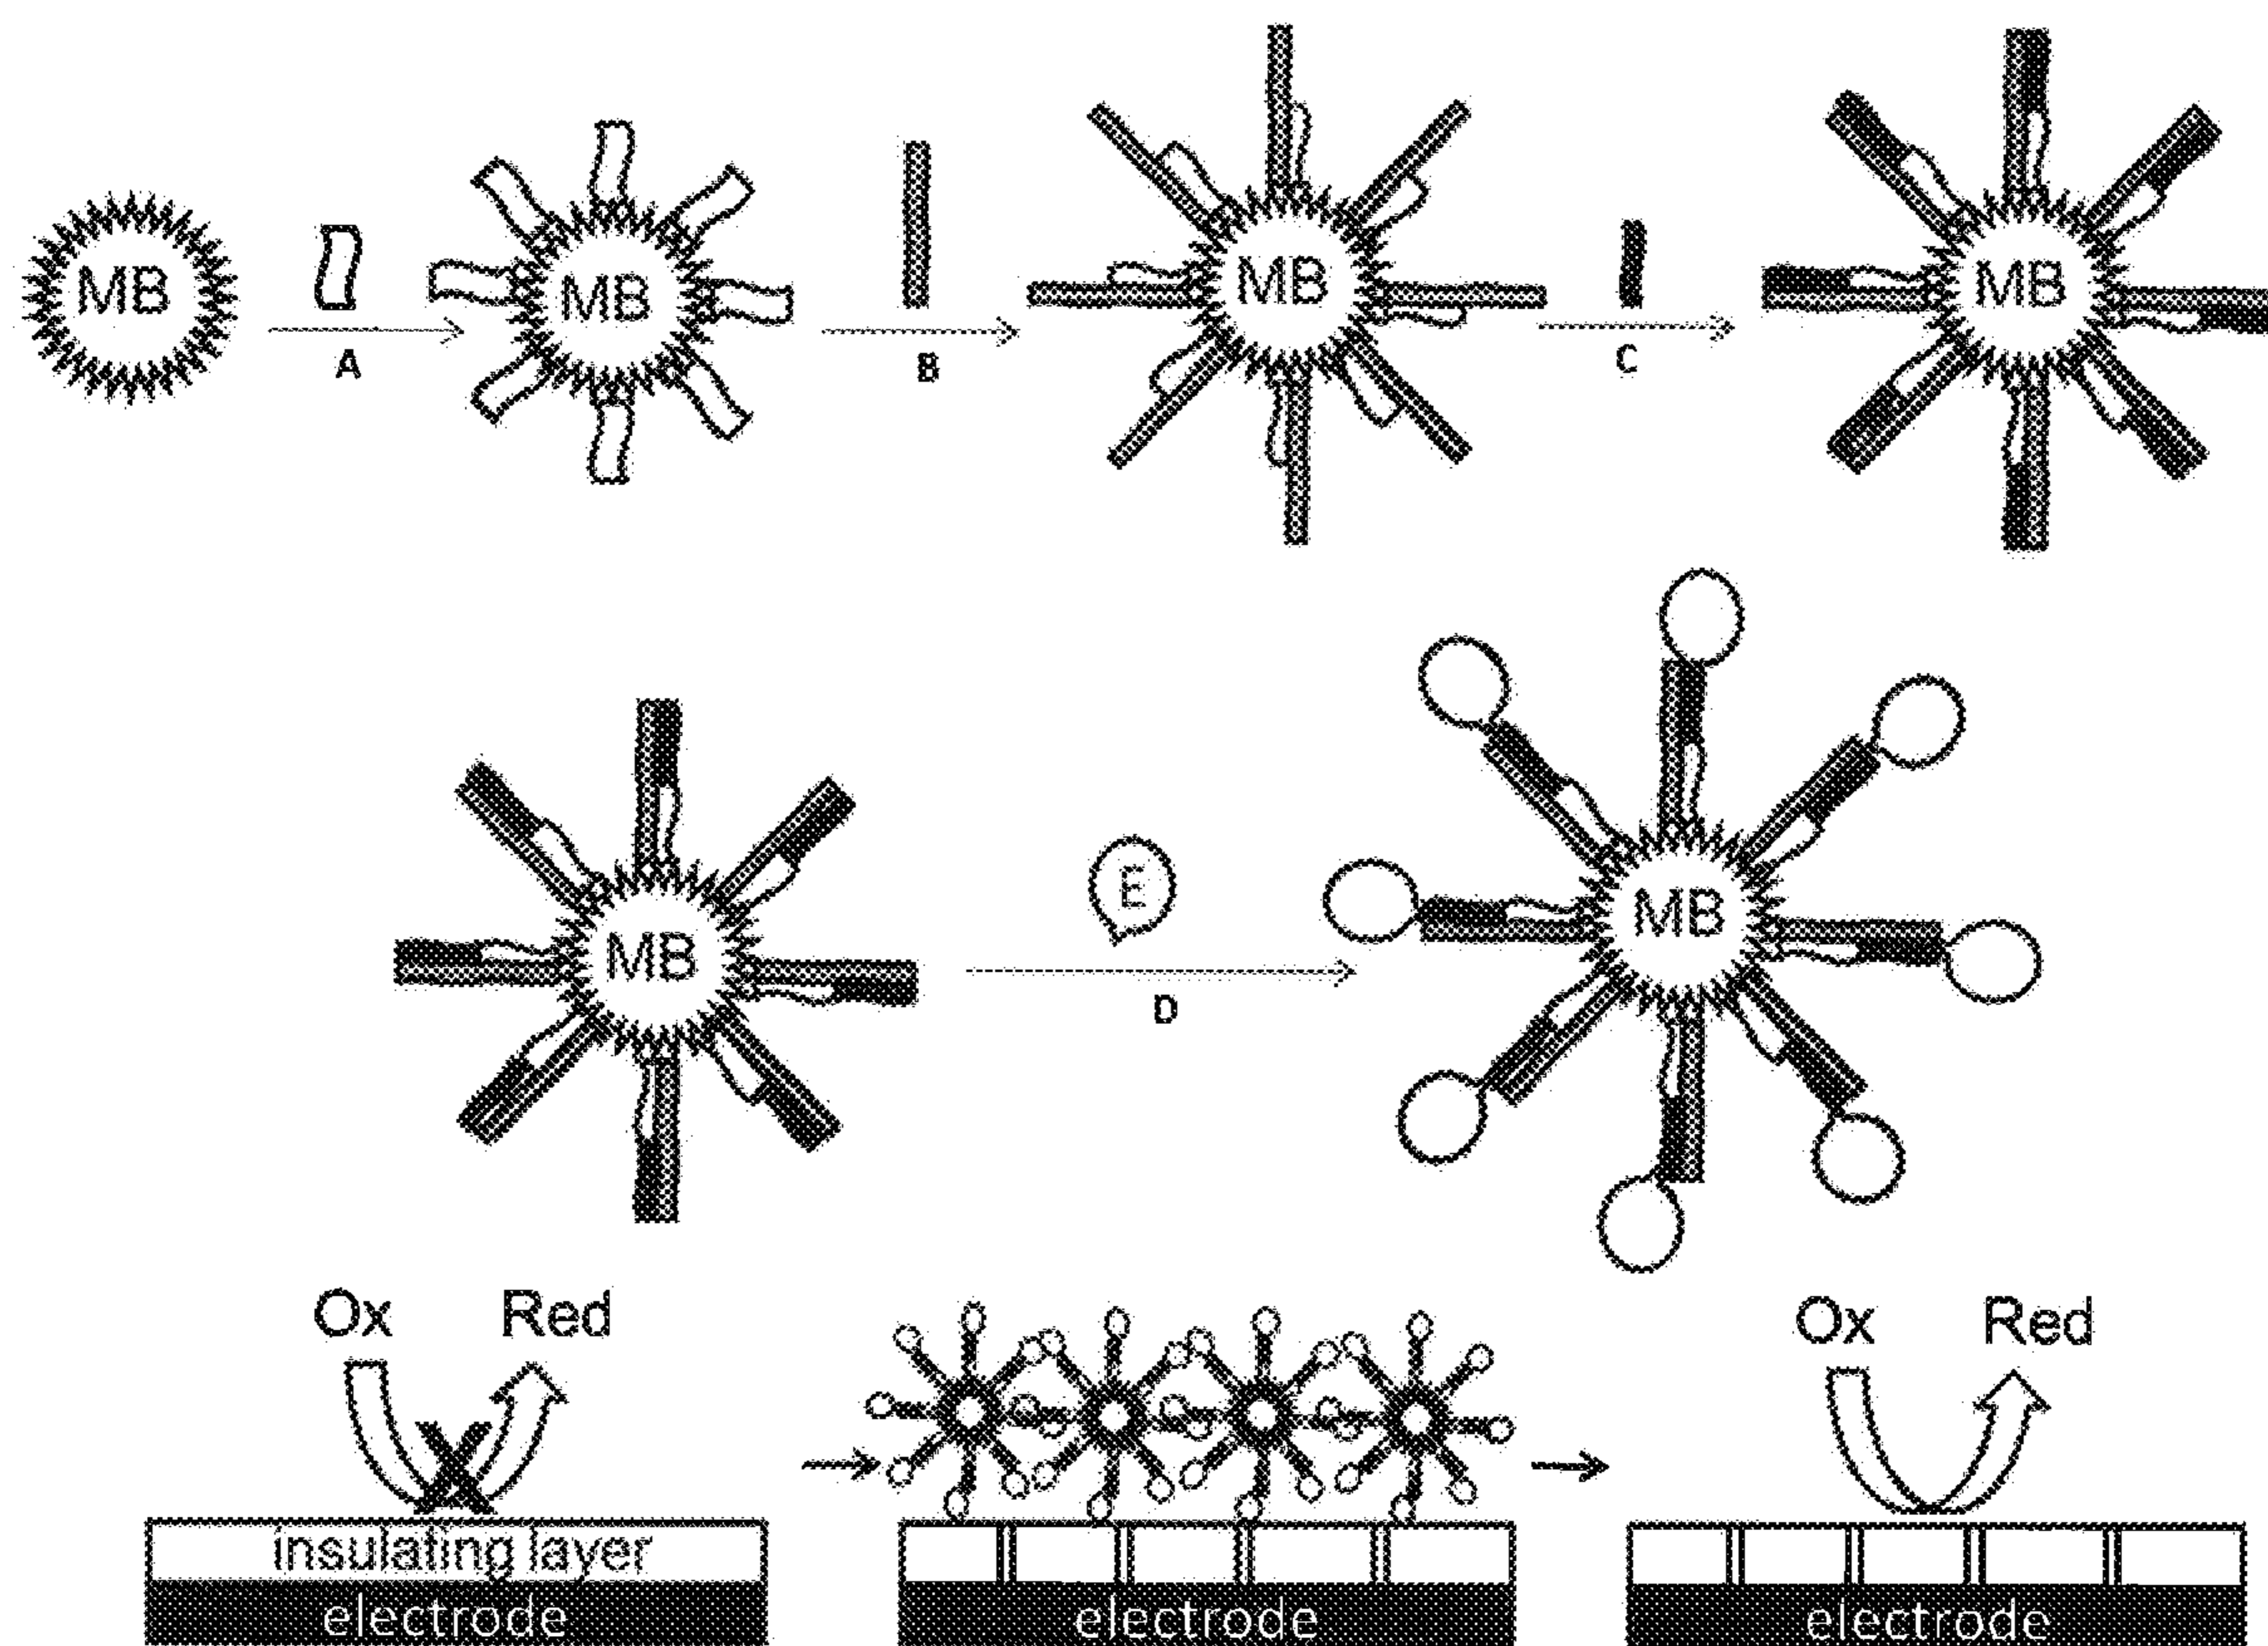 MB
MB
MB
MB
A
B
C
MB
E
MB
D
Ox Red
Ox Red
insulating layer
electrode
electrode
electrode